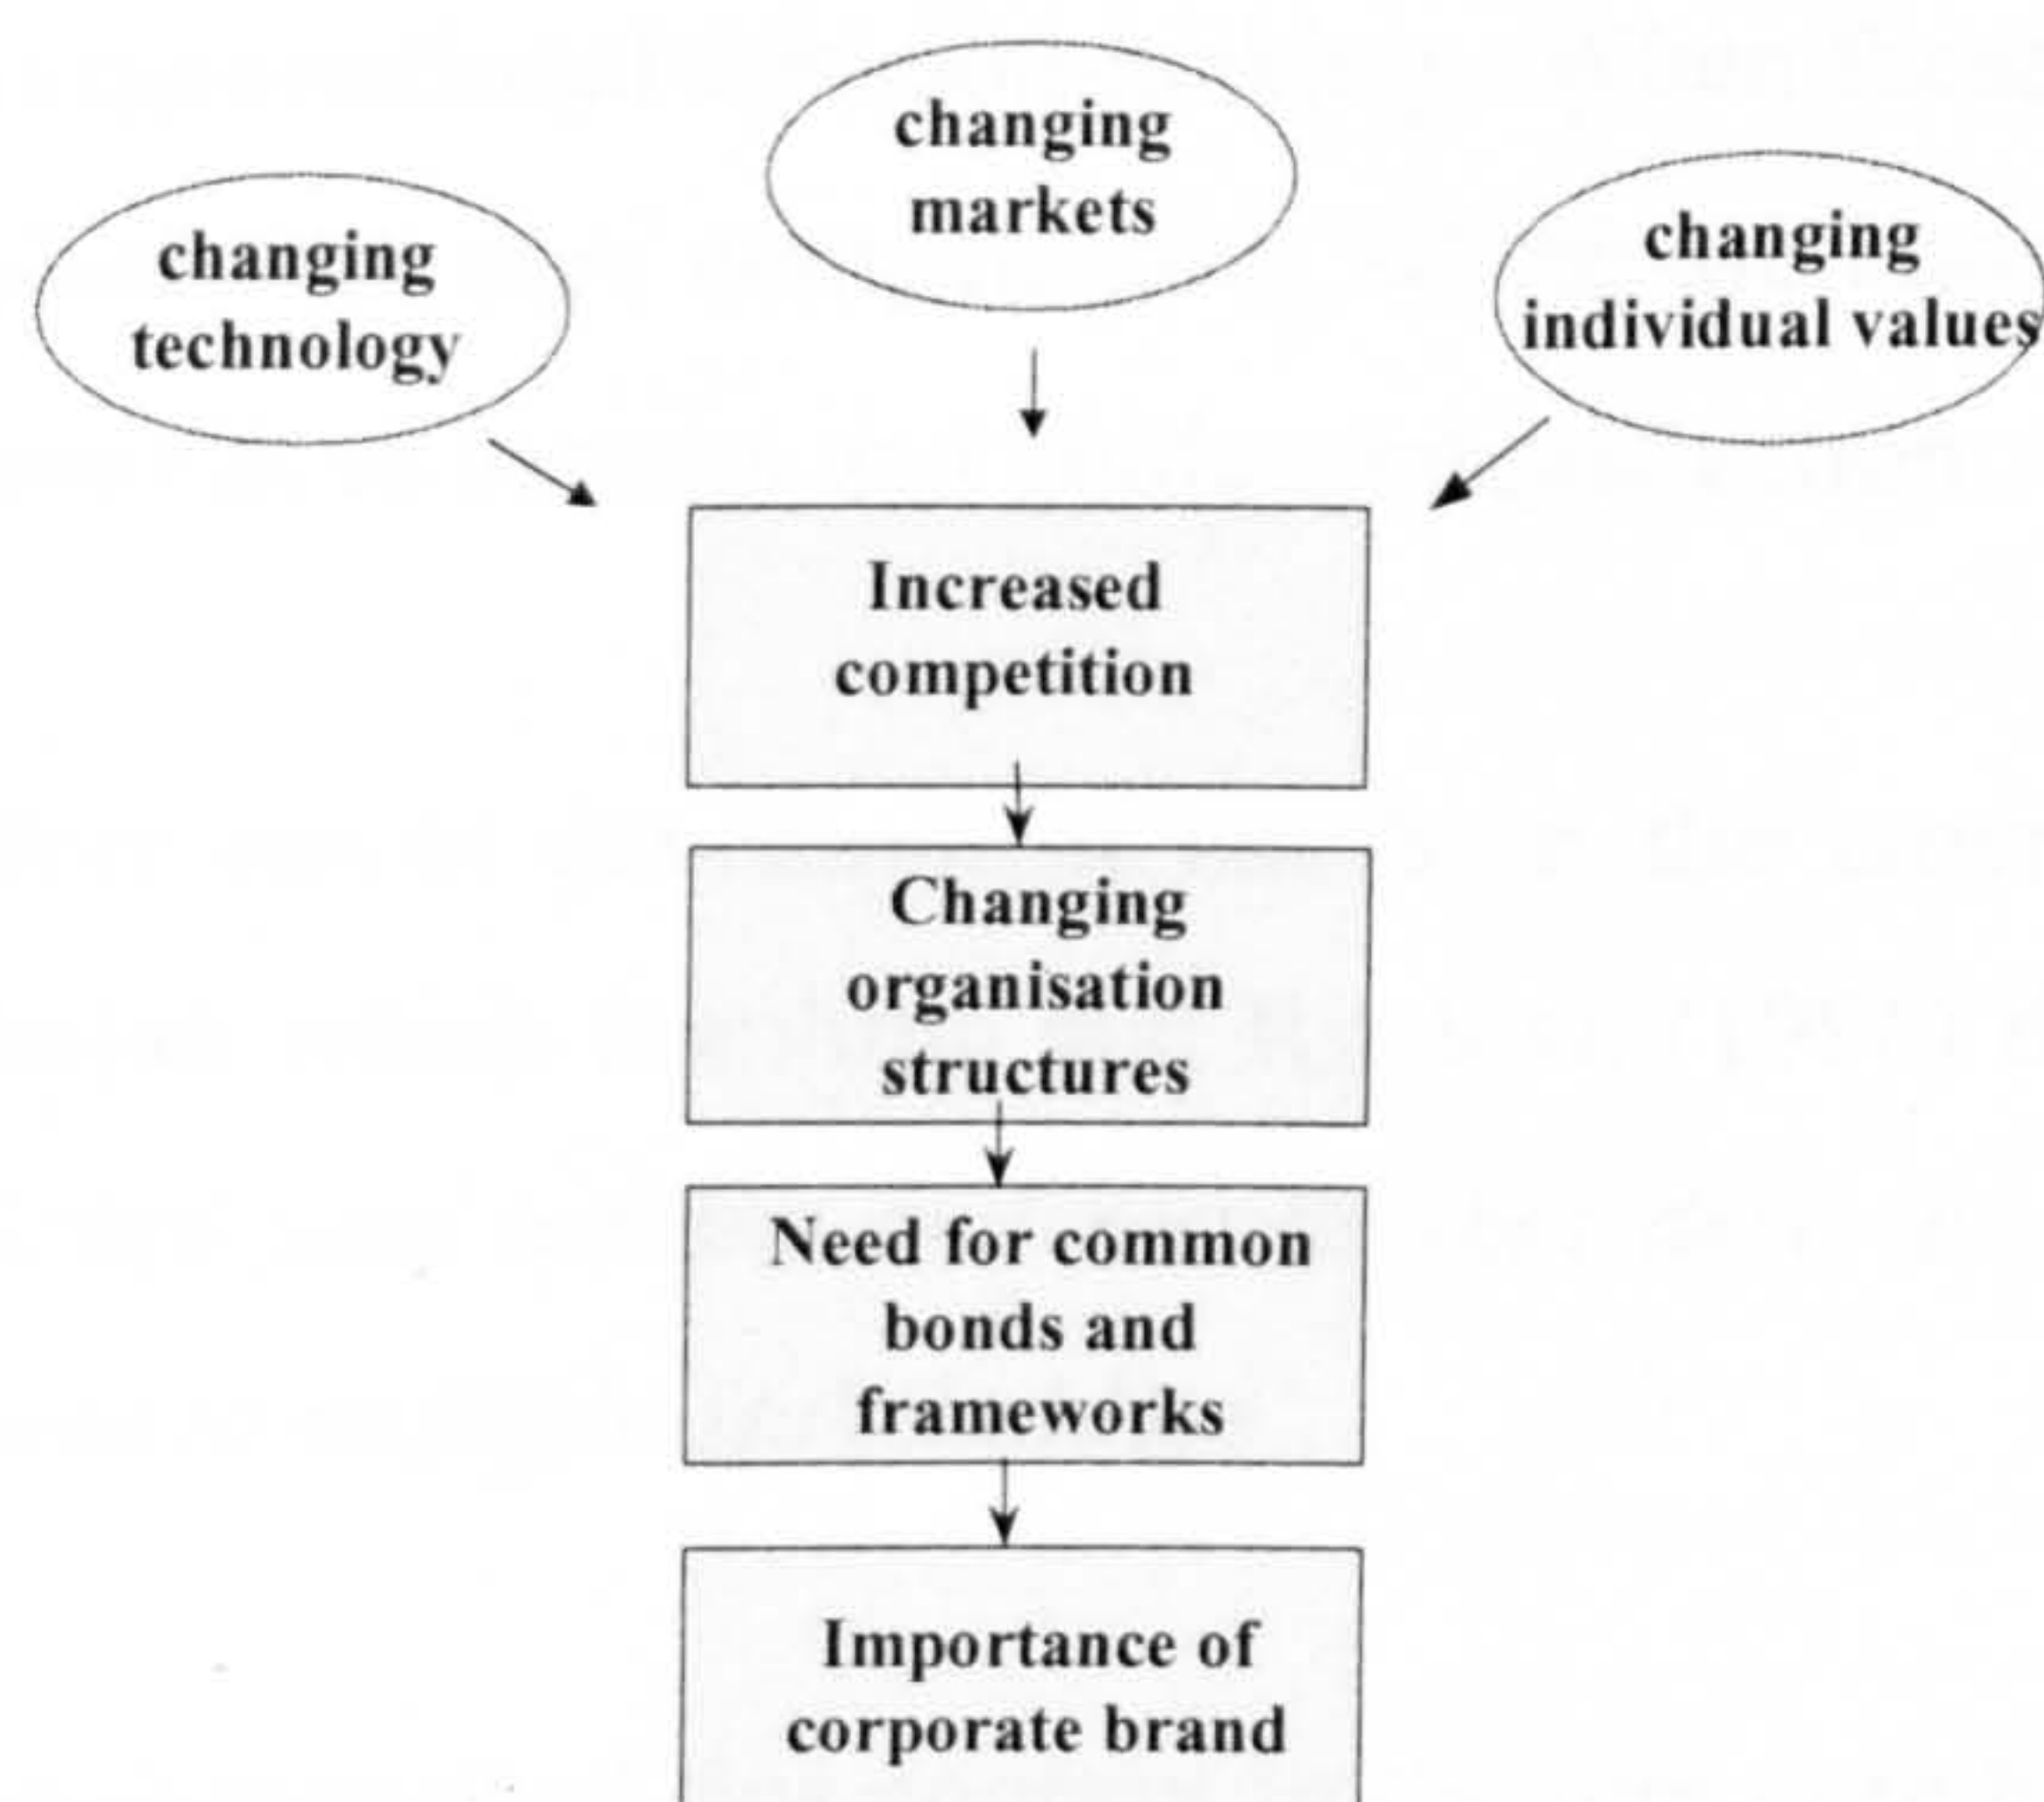 changing
markets
changing
technology
changing
individual values
Increased
competition
Changing
organisation
structures
Need for common
bonds and
frameworks
Importance of
corporate brand